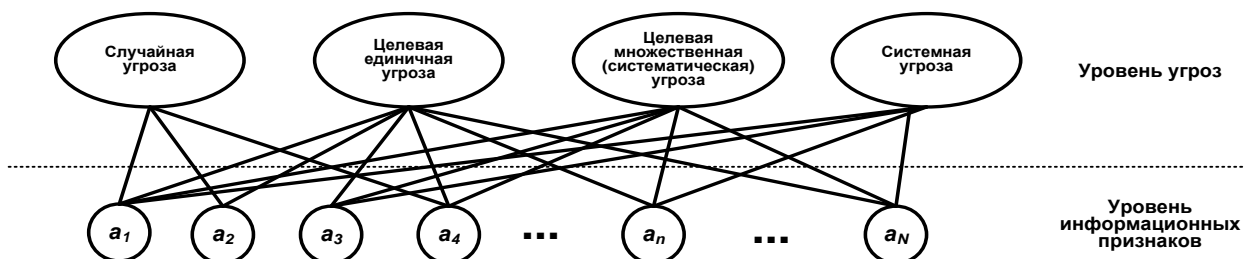 Случайная
угроза
Целевая
единичная
угроза
Целевая
множественная
(систематическая)
угроза
Системная
угроза
Уровень угроз
a1
a2
a3
a4
...
an
...
aN
Уровень
информационных
признаков